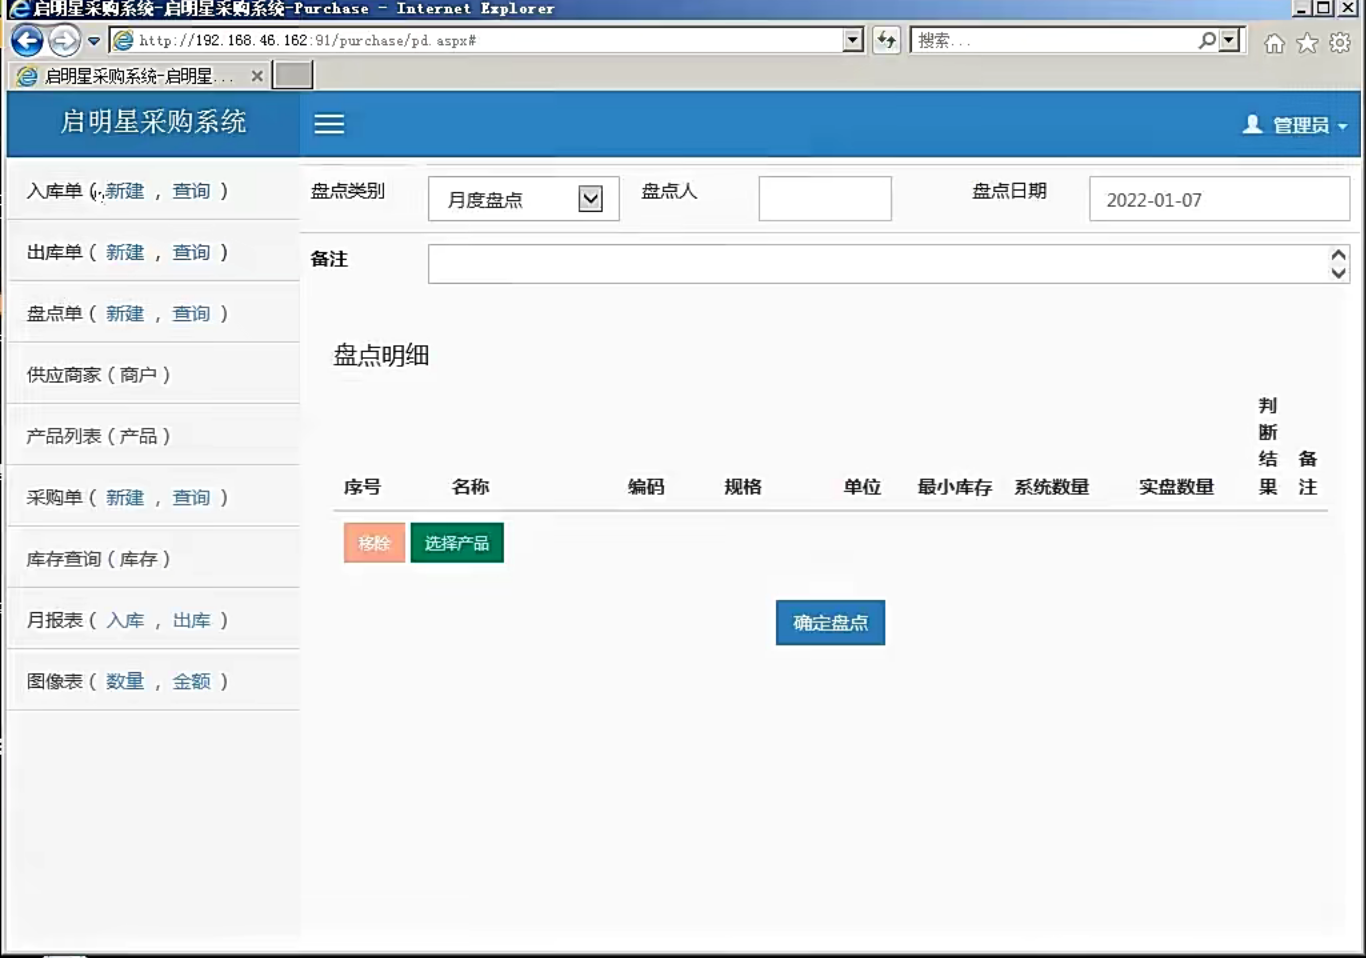 启明星采购系统-启明星采购系统-Purchase - Internet Explorer
http://192.168.46.162:91/purchase/pd.aspx#
搜索...
启明星采购系统-启明星...
启明星采购系统
管理员
入库单( 新建 , 查询 )
出库单( 新建 , 查询 )
盘点单( 新建 , 查询 )
供应商家(商户)
产品列表(产品)
采购单( 新建 , 查询 )
库存查询(库存)
月报表( 入库 , 出库 )
图像表( 数量 , 金额 )
盘点类别 月度盘点 盘点人 盘点日期 2022-01-07
备注
盘点明细
序号 名称 编码 规格 单位 最小库存 系统数量 实盘数量 判断结果 备注
移除 选择产品
确定盘点